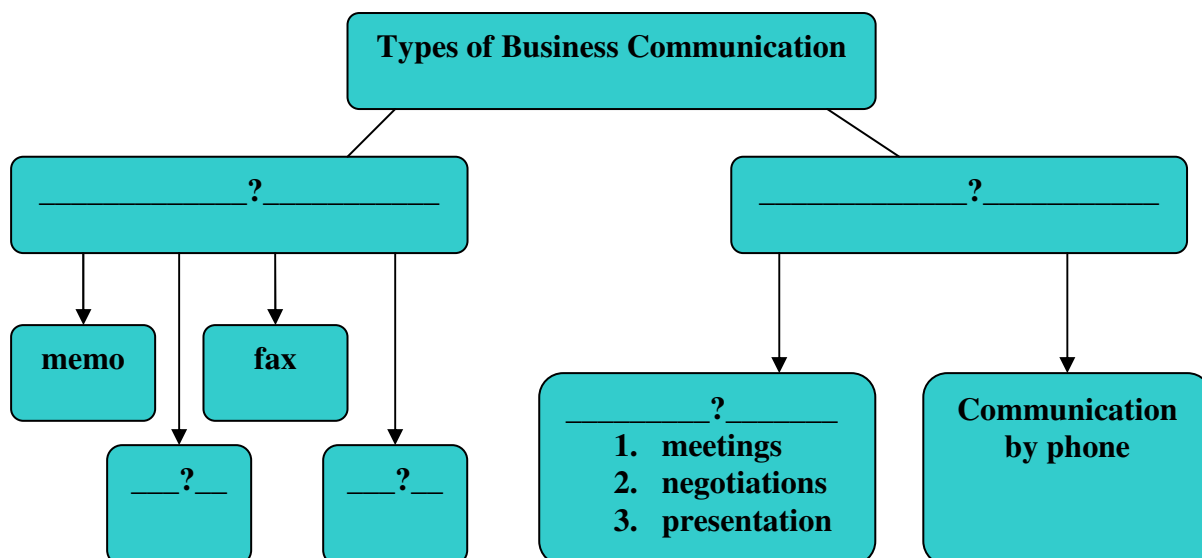 Types of Business Communication
_____________?___________
_____________?___________
memo
fax
___?__
___?__
_________?_______
1. meetings
2. negotiations
3. presentation
Communication
by phone